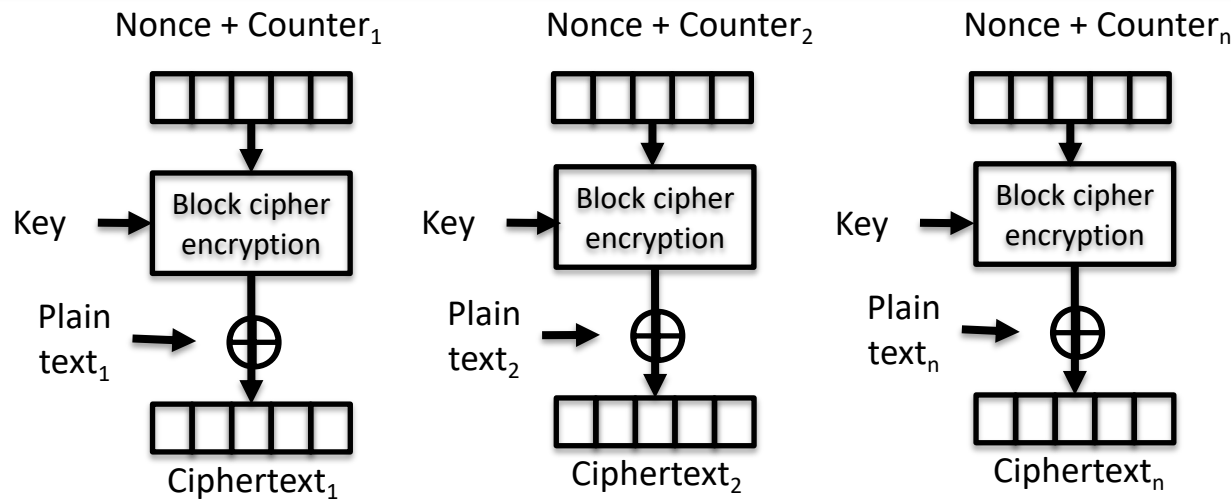 Nonce + Counter₁
Nonce + Counter₂
Nonce + Counterₙ
Key
Block cipher
encryption
Key
Block cipher
encryption
Key
Block cipher
encryption
Plain
text₁
Plain
text₂
Plain
textₙ
Ciphertext₁
Ciphertext₂
Ciphertextₙ